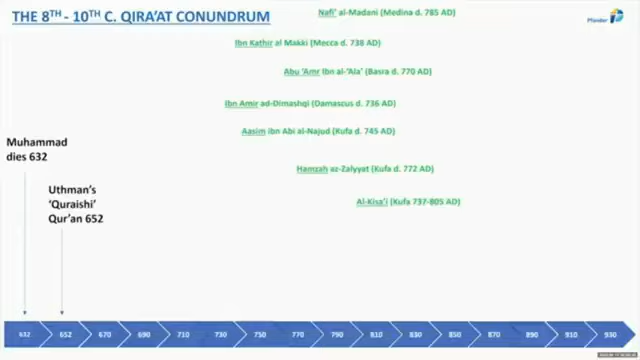 THE 8TH - 10TH C. QIRA'AT CONUNDRUM
Pfander
Nafi' al-Madani (Medina d. 785 AD)
Ibn Kathir al Makki (Mecca d. 738 AD)
Abu 'Amr Ibn al-'Ala' (Basra d. 770 AD)
Ibn Amir ad-Dimashqi (Damascus d. 736 AD)
Aasim ibn Abi al-Najud (Kufa d. 745 AD)
Hamzah az-Zalyyat (Kufa d. 772 AD)
Al-Kisa'i (Kufa 737-805 AD)
Muhammad
dies 632
Uthman's
'Quraishi'
Qur'an 652
632 652 670 690 710 730 750 770 790 810 830 850 870 890 910 930